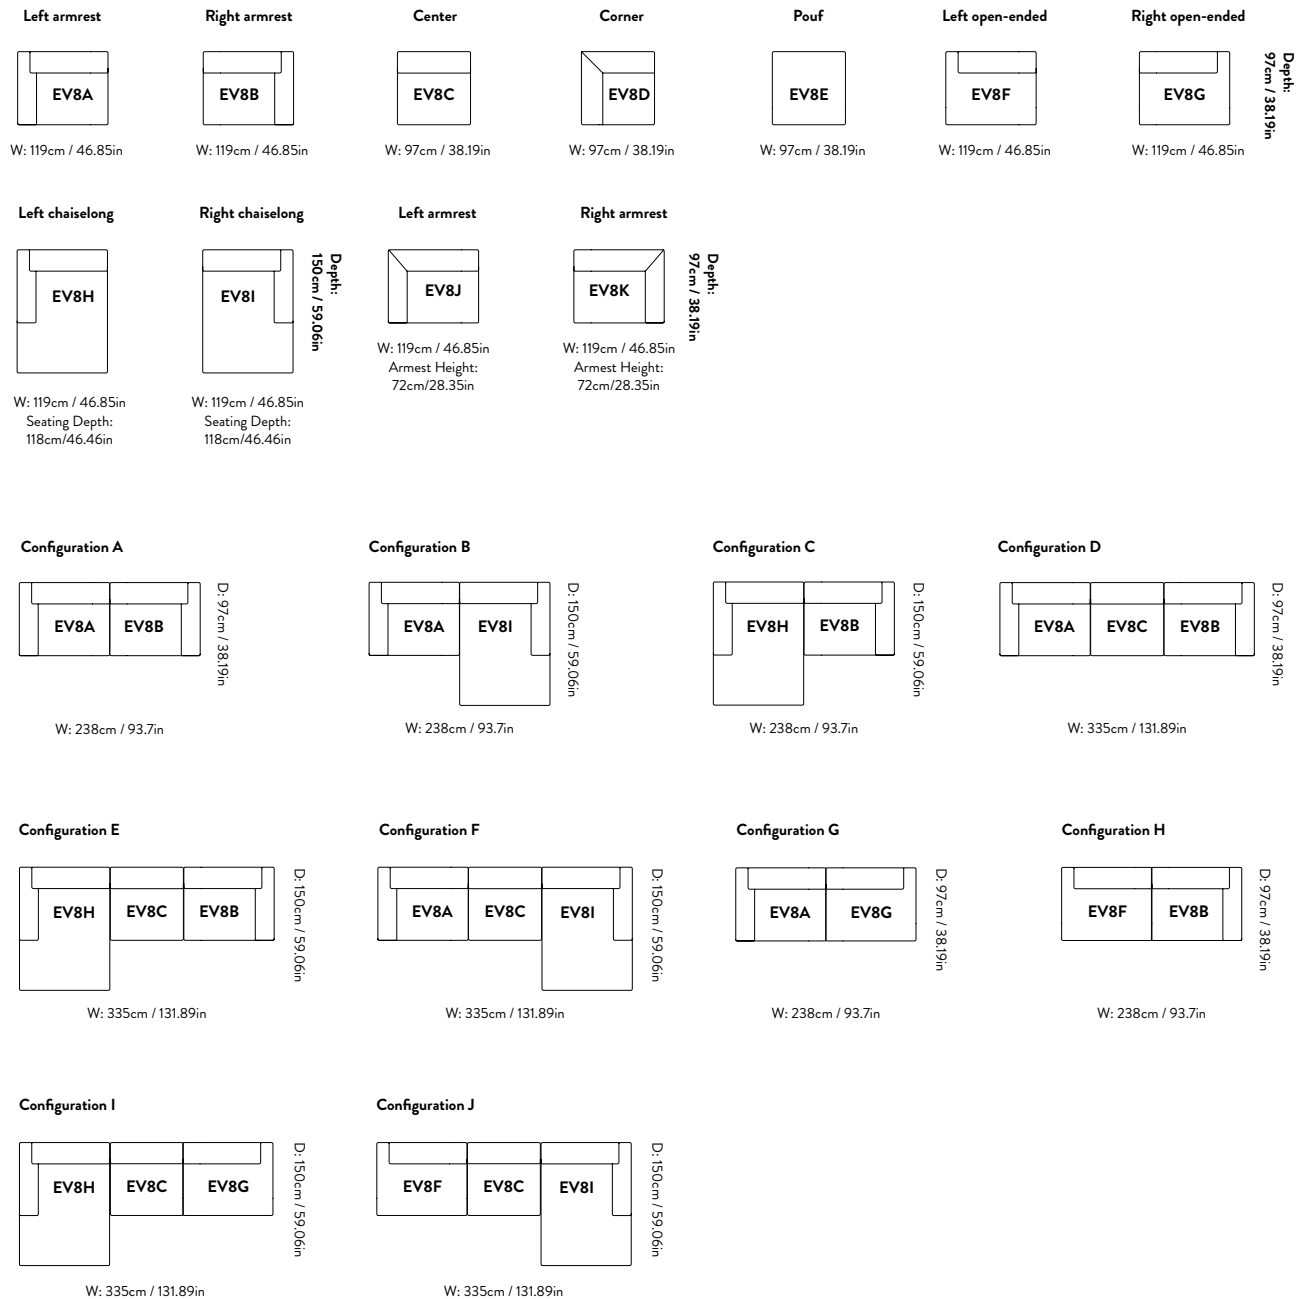 Left armrest
Right armrest
Center
Corner
Pouf
Left open-ended
Right open-ended
EV8A
EV8B
EV8C
EV8D
EV8E
EV8F
EV8G
Depth:
97cm / 38.19in
W: 119cm / 46.85in
W: 119cm / 46.85in
W: 97cm / 38.19in
W: 97cm / 38.19in
W: 97cm / 38.19in
W: 119cm / 46.85in
W: 119cm / 46.85in
Left chaiselong
Right chaiselong
Left armrest
Right armrest
EV8H
EV8I
Depth:
150cm / 59.06in
EV8J
EV8K
Depth:
97cm / 38.19in
W: 119cm / 46.85in
Seating Depth:
118cm/46.46in
W: 119cm / 46.85in
Seating Depth:
118cm/46.46in
W: 119cm / 46.85in
Armest Height:
72cm/28.35in
W: 119cm / 46.85in
Armest Height:
72cm/28.35in
Configuration A
EV8A
EV8B
D: 97cm / 38.19in
W: 238cm / 93.7in
Configuration B
EV8A
EV8I
D: 150cm / 59.06in
W: 238cm / 93.7in
Configuration C
EV8H
EV8B
D: 150cm / 59.06in
W: 238cm / 93.7in
Configuration D
EV8A
EV8C
EV8B
D: 97cm / 38.19in
W: 335cm / 131.89in
Configuration E
EV8H
EV8C
EV8B
D: 150cm / 59.06in
W: 335cm / 131.89in
Configuration F
EV8A
EV8C
EV8I
D: 150cm / 59.06in
W: 335cm / 131.89in
Configuration G
EV8A
EV8G
D: 97cm / 38.19in
W: 238cm / 93.7in
Configuration H
EV8F
EV8B
D: 97cm / 38.19in
W: 238cm / 93.7in
Configuration I
EV8H
EV8C
EV8G
D: 150cm / 59.06in
W: 335cm / 131.89in
Configuration J
EV8F
EV8C
EV8I
D: 150cm / 59.06in
W: 335cm / 131.89in